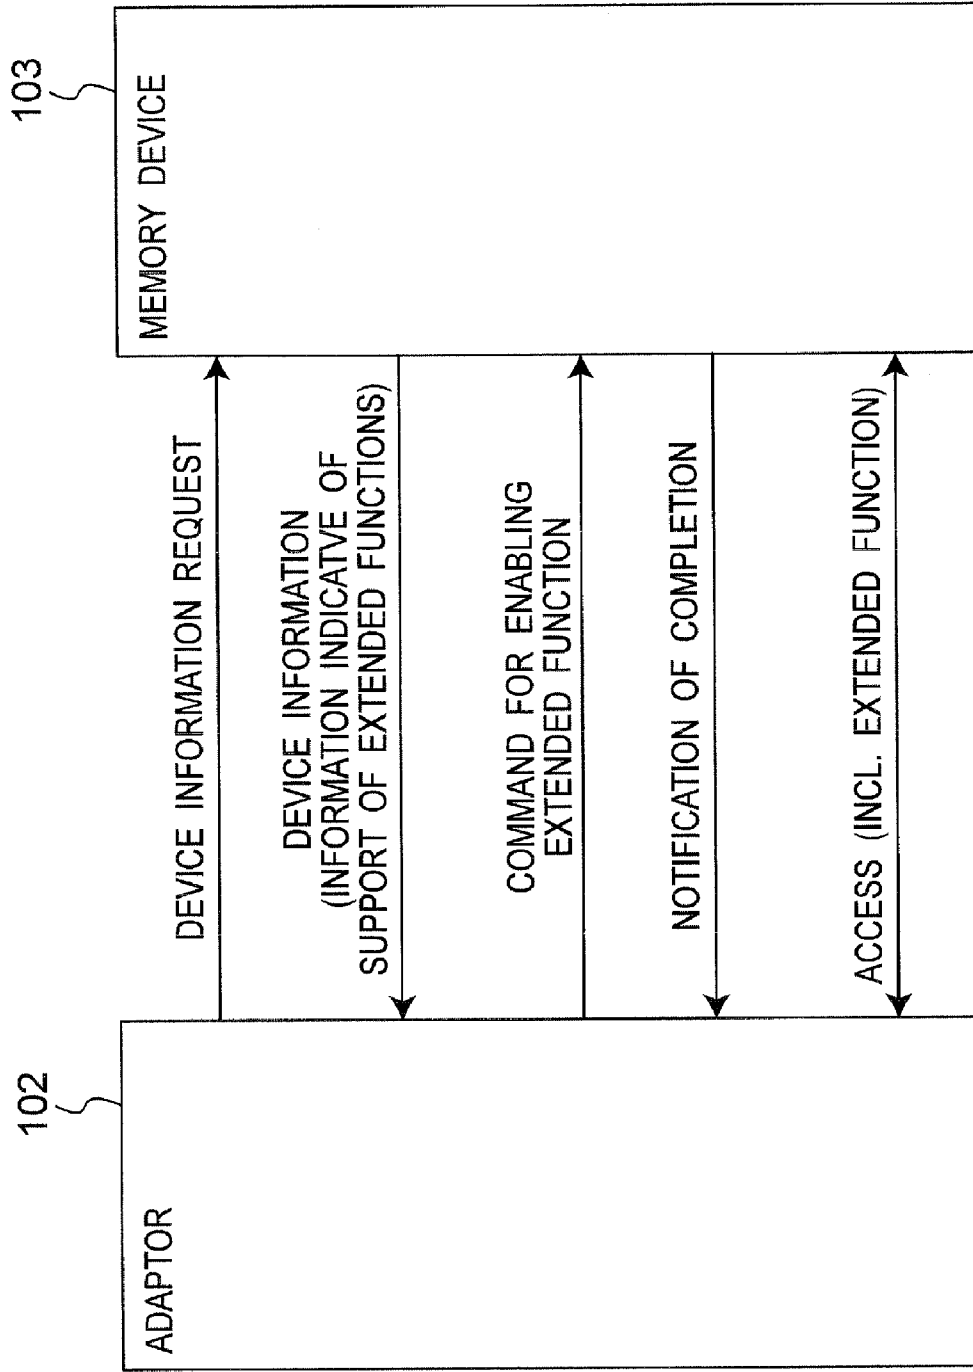 102
ADAPTOR
103
MEMORY DEVICE
DEVICE INFORMATION REQUEST
DEVICE INFORMATION
(INFORMATION INDICATVE OF
SUPPORT OF EXTENDED FUNCTIONS)
COMMAND FOR ENABLING
EXTENDED FUNCTION
NOTIFICATION OF COMPLETION
ACCESS (INCL. EXTENDED FUNCTION)